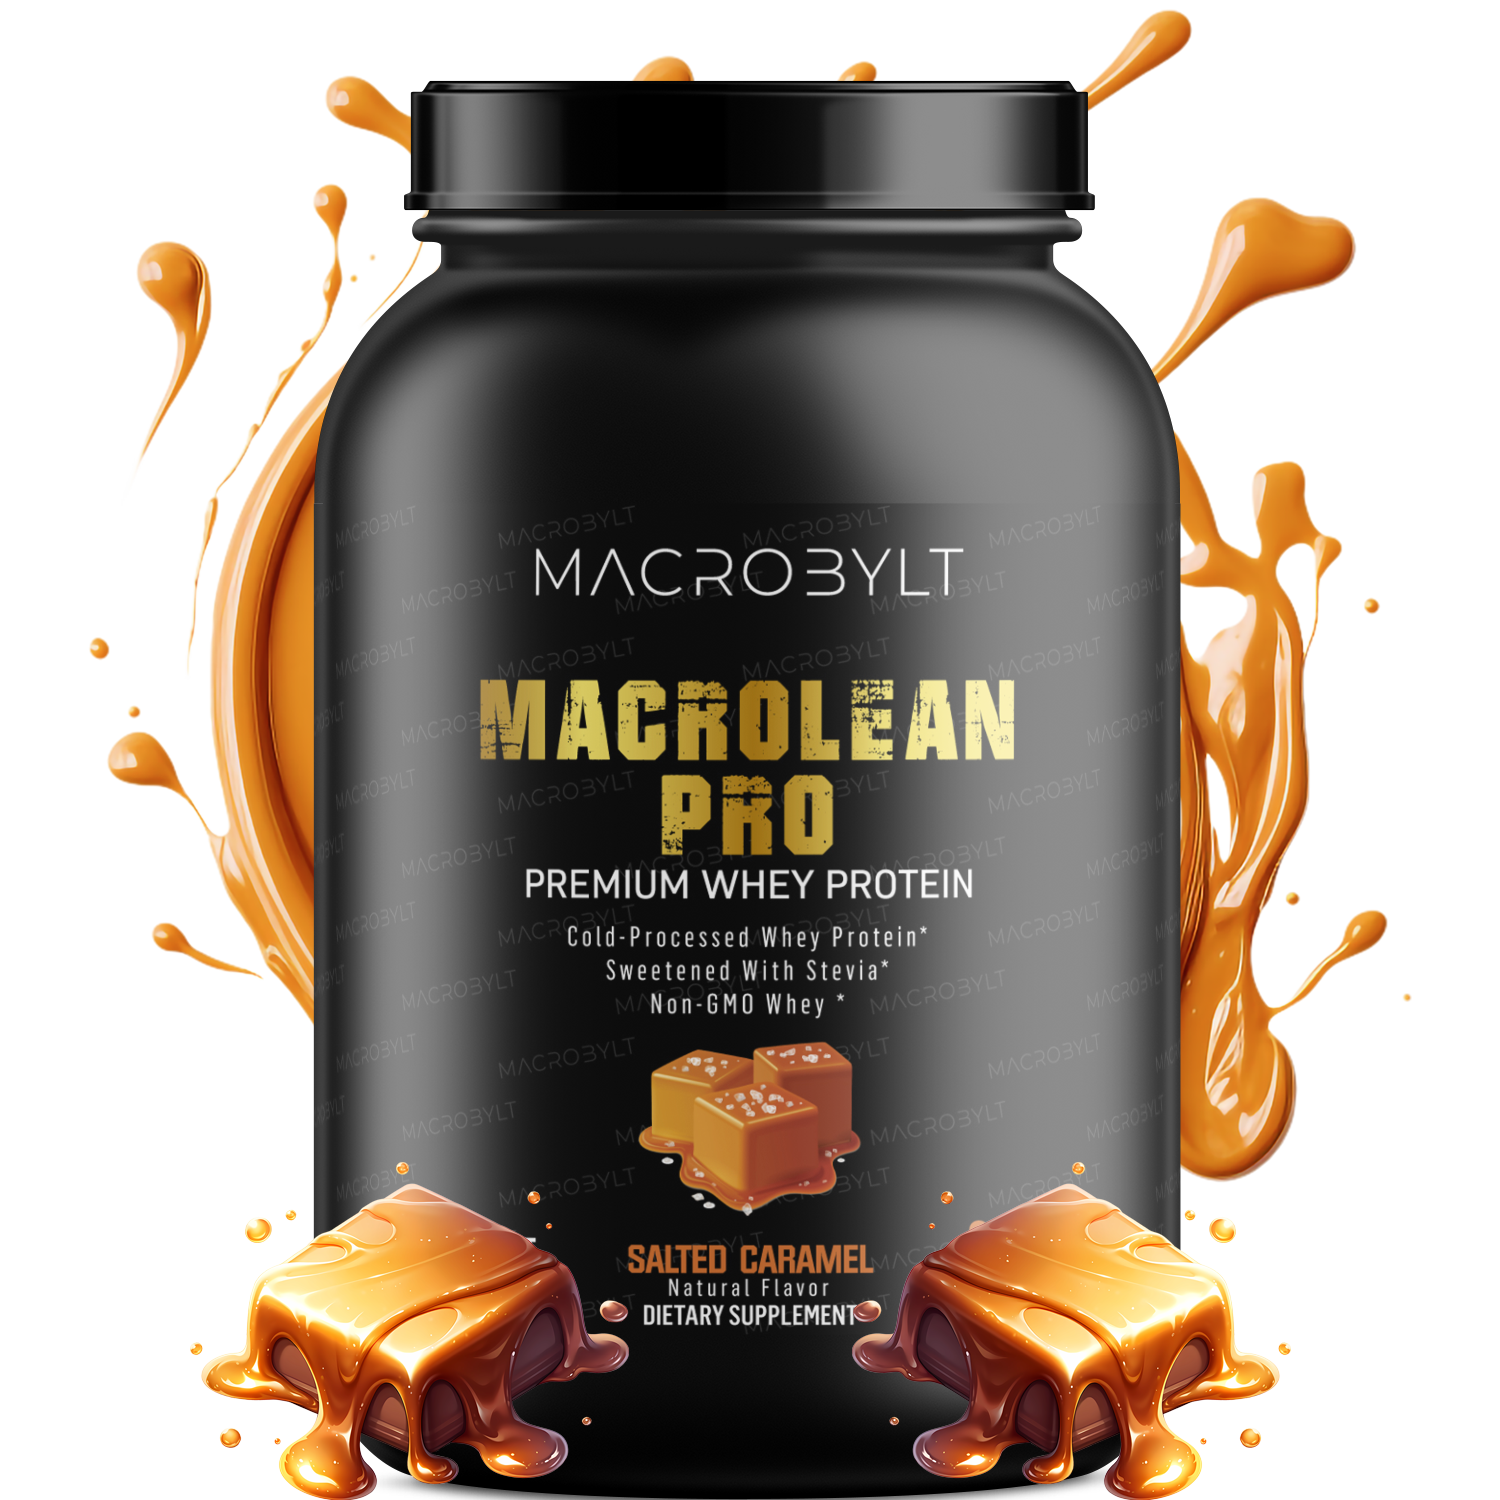 MACROBYLT
MACROLEAN
PRO
PREMIUM WHEY PROTEIN
Cold-Processed Whey Protein*
Sweetened With Stevia*
Non-GMO Whey *
SALTED CARAMEL
Natural Flavor
DIETARY SUPPLEMENT*